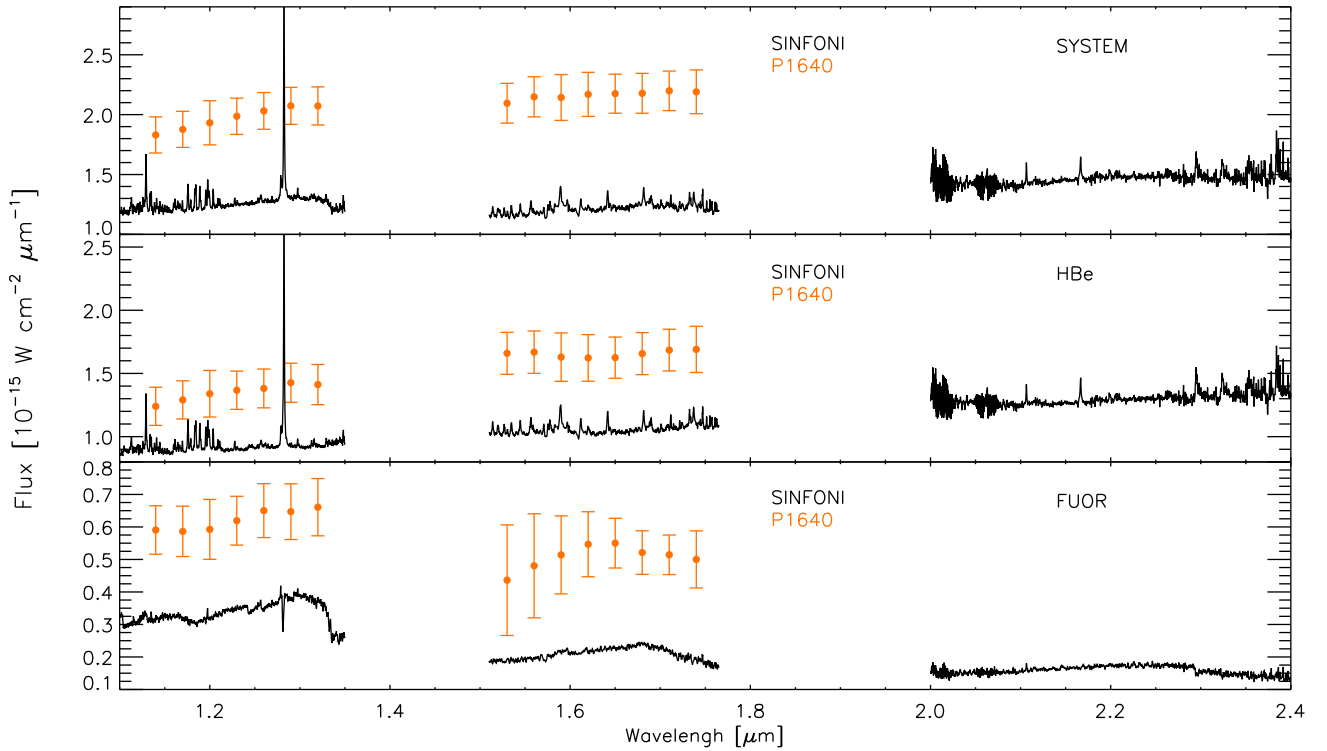 SINFONI
P1640
SYSTEM
2.5
2.0
1.5
1.0
SINFONI
P1640
HBe
2.5
2.0
1.5
1.0
SINFONI
P1640
FUOR
0.8
0.7
0.6
0.5
0.4
0.3
0.2
0.1
Flux [10⁻¹⁵ W cm⁻² μm⁻¹]
1.2 1.4 1.6 1.8 2.0 2.2 2.4
Wavelengh [μm]